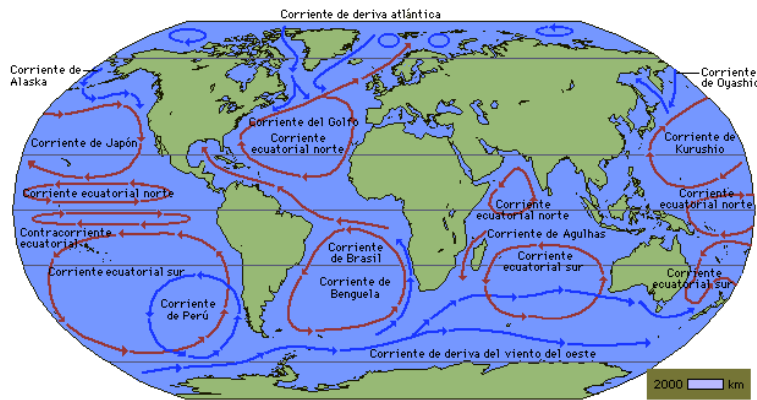 Corriente de deriva atlántica
Corriente de
Alaska
Corriente
de Oyashio
Corriente del Golfo
Corriente
ecuatorial norte
Corriente de Japón
Corriente de
Kurushio
Corriente ecuatorial norte
Corriente
ecuatorial norte
Corriente
ecuatorial norte
Contracorriente
ecuatorial
Corriente de Agulhas
Corriente
de Brasil
Corriente
ecuatorial sur
Corriente ecuatorial sur
Corriente
ecuatorial sur
Corriente de
Benguela
Corriente
de Perú
Corriente de deriva del viento del oeste
2000 km